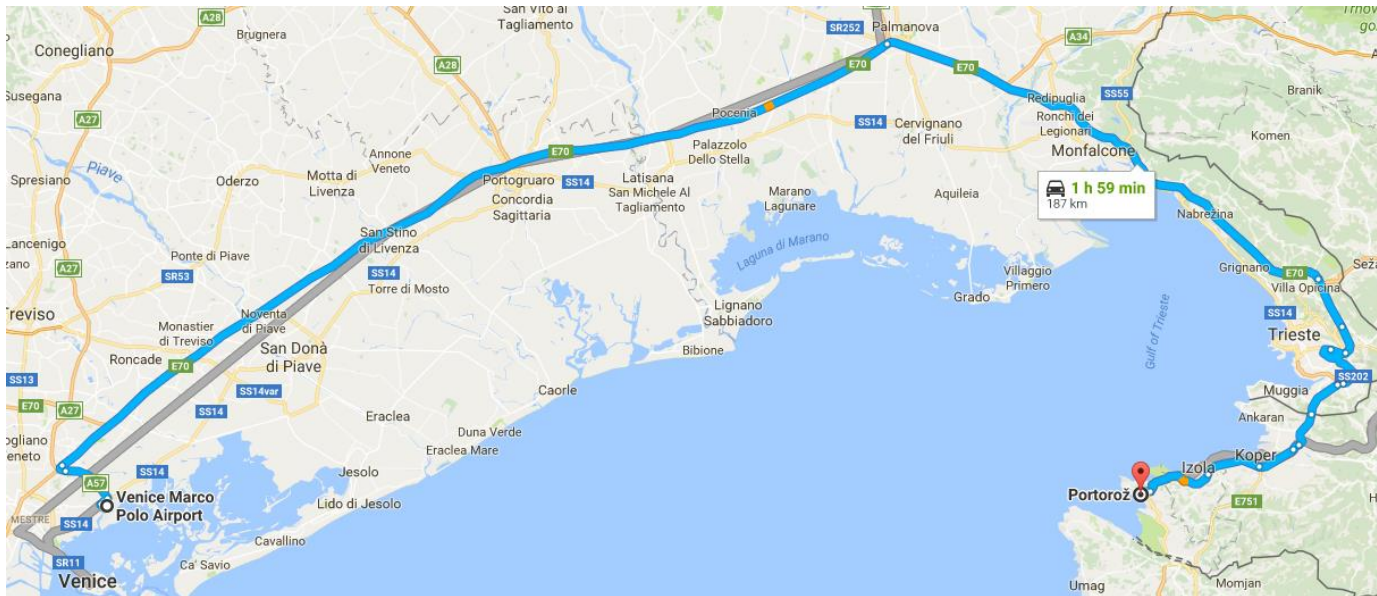 San Vito al
Tagliamento
A28
Conegliano
Brugnera
SR252
Palmanova
A34
A28
Susegana
A27
Pocenia
E70
E70
Redipuglia
SS55
Branik
SS14
Ronchi dei
Legionari
Cervignano
del Friuli
Komen
Piave
Annone
Veneto
E70
Palazzolo
Dello Stella
Monfalcone
Spresiano
Oderzo
Motta di
Livenza
Portogruaro
SS14
Latisana
San Michele Al
Tagliamento
Marano
Lagunare
Aquileia
1 h 59 min
187 km
Concordia
Sagittaria
Nabrežina
San Stino
di Livenza
Laguna di Marano
Lancenigo
Ponte di Piave
A27
SR53
SS14
Torre di Mosto
Villaggio
Primero
Grignano
E70
Villa Opicina
Grado
Lignano
Sabbiadoro
Noventa
di Piave
Monastier
di Treviso
SS14
Gulf of Trieste
Trieste
San Donà
di Piave
Bibione
Roncade
E70
SS13
SS14var
SS202
Caorle
Muggia
E70
A27
SS14
Eraclea
Ankaran
Duna Verde
Eraclea Mare
Jesolo
Izola
Koper
SS14
A57
Venice Marco
Polo Airport
Lido di Jesolo
Portorož
E751
MESTRE
SS14
Cavallino
SR11
Ca' Savio
Venice
Umag
Momjan